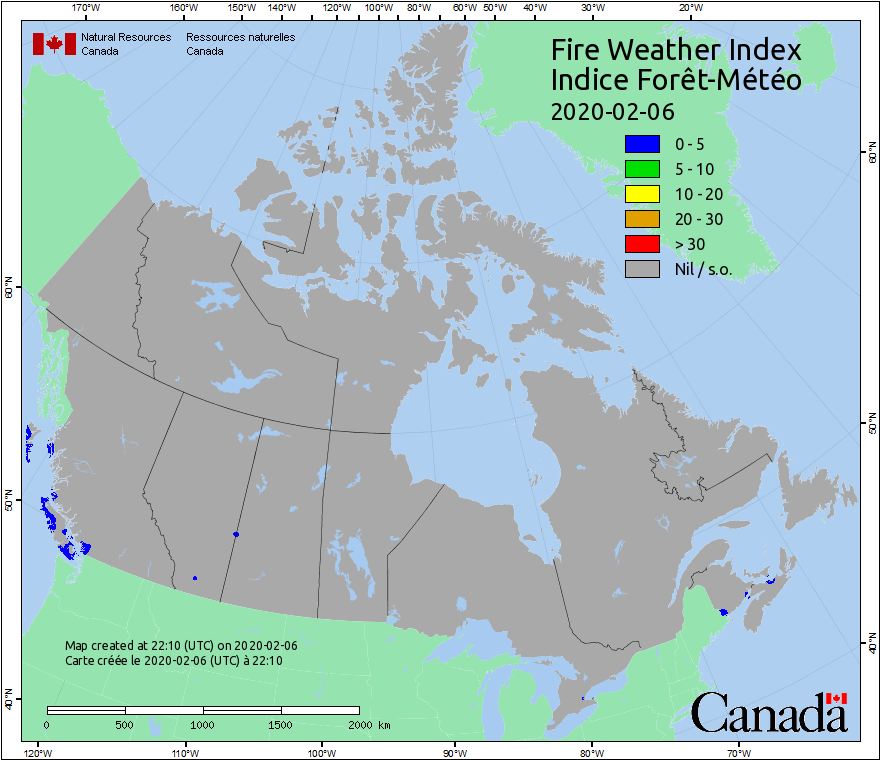 170°W 160°W 150°W 140°W 130°W 120°W 110°W 100°W 90°W 80°W 60°W 50°W 40°W 30°W 20°W
Natural Resources Ressources naturelles
Canada Canada
Fire Weather Index
Indice Forêt-Météo
2020-02-06
0 - 5
5 - 10
10 - 20
20 - 30
> 30
Nil / s.o.
60°N
60°N
50°N
50°N
40°N
40°N
Map created at 22:10 (UTC) on 2020-02-06
Carte créée le 2020-02-06 (UTC) à 22:10
0 500 1000 1500 2000 km
Canada
120°W 110°W 100°W 90°W 80°W 70°W